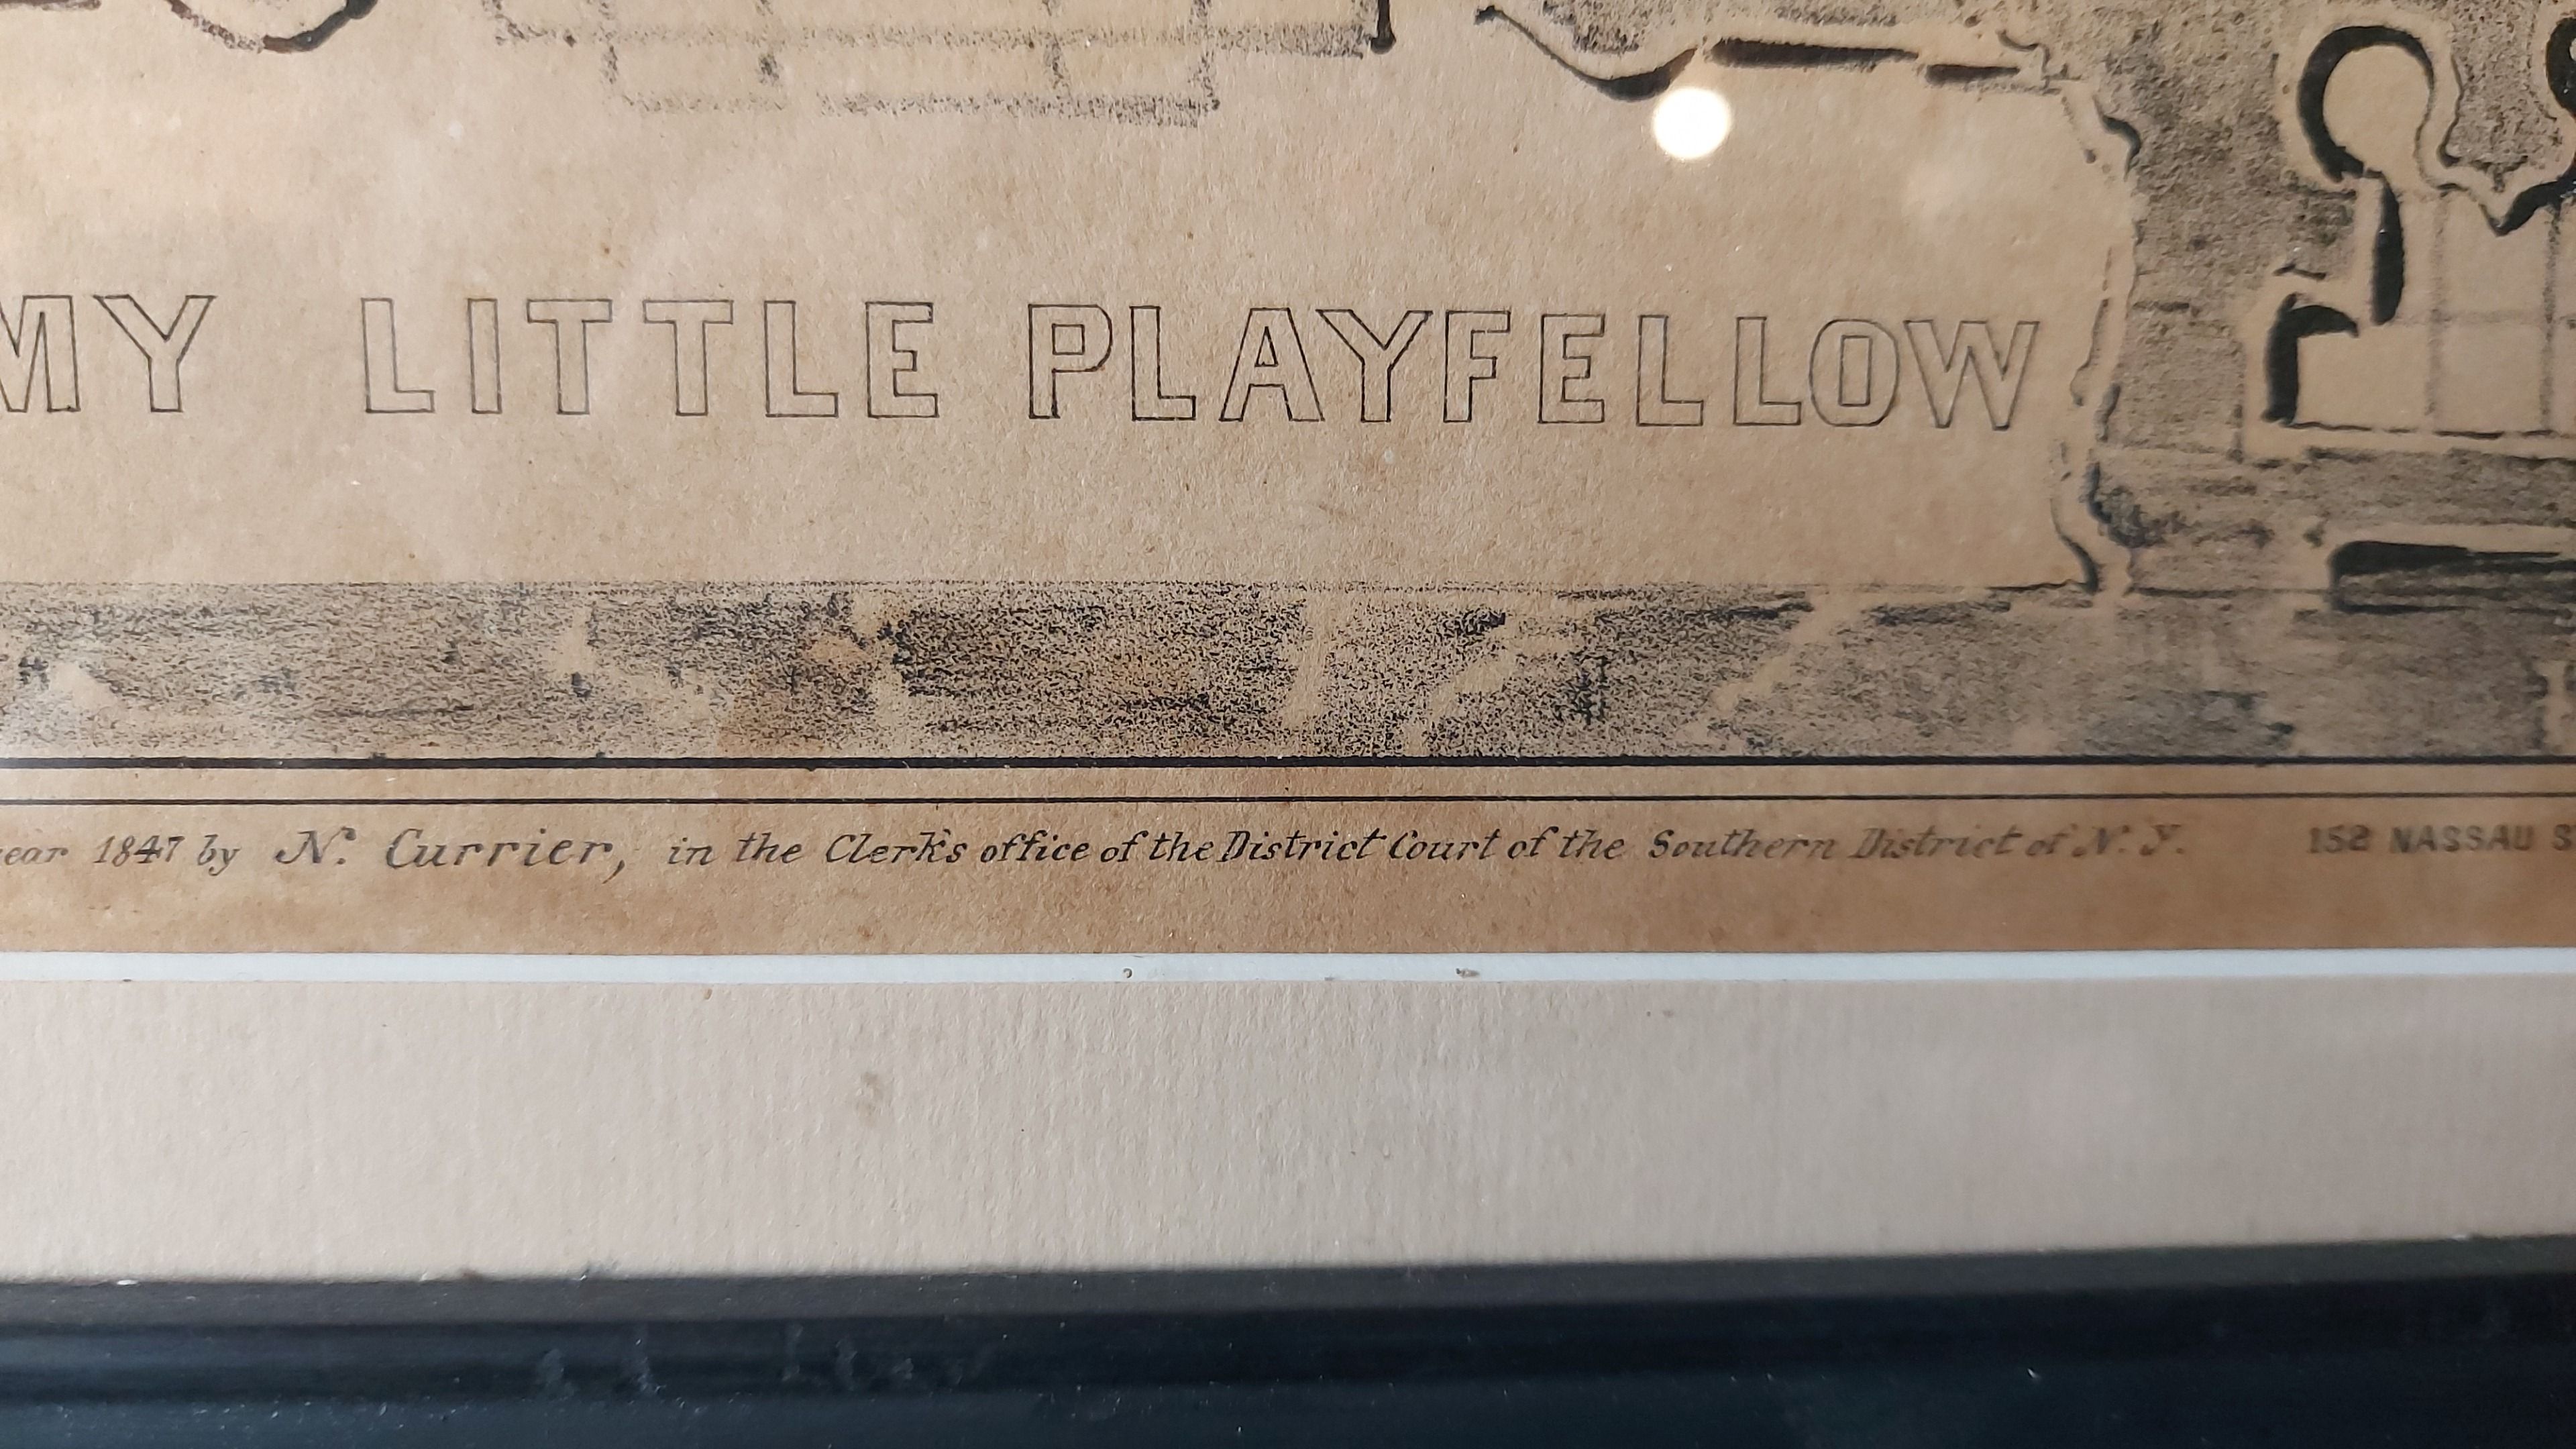 MY LITTLE PLAYFELLOW
year 1847 by N. Currier, in the Clerk's office of the District Court of the Southern District of N. Y. 152 NASSAU S